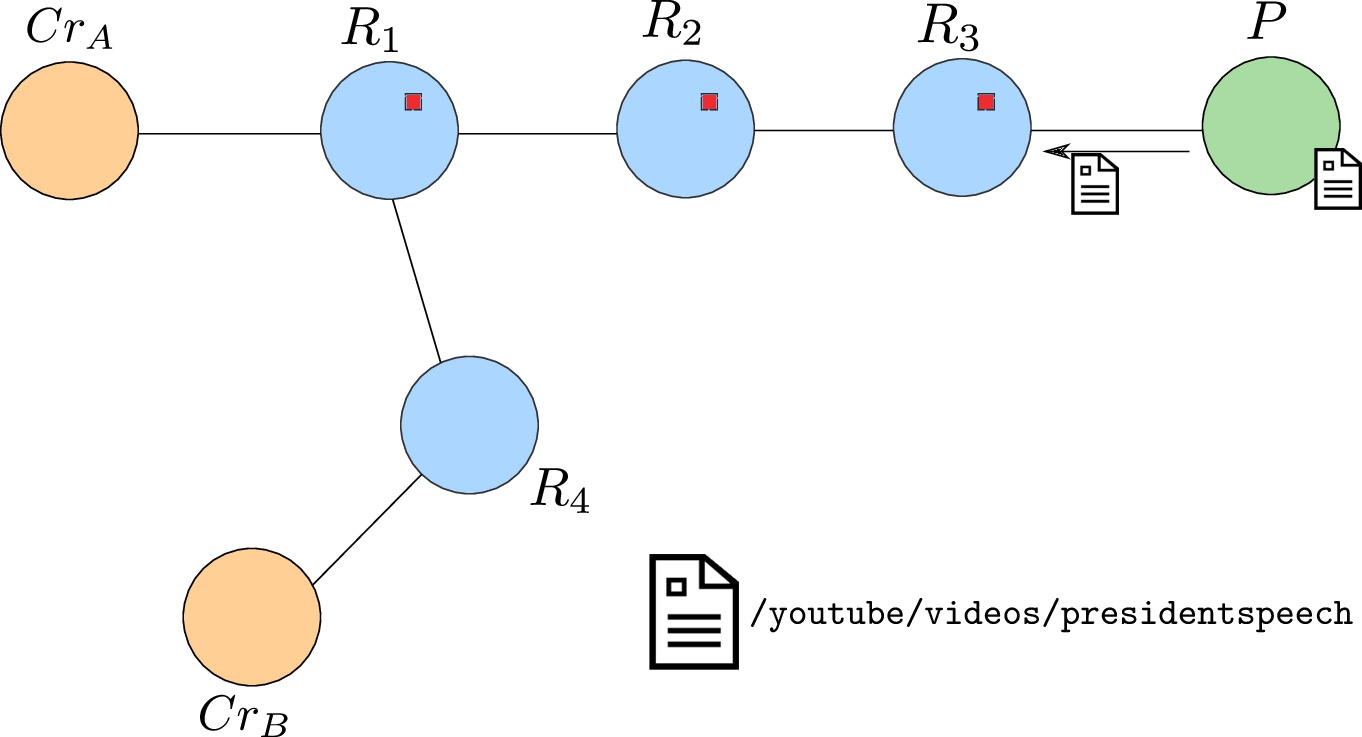 Cr_A
R_1
R_2
R_3
P
R_4
/youtube/videos/presidentspeech
Cr_B